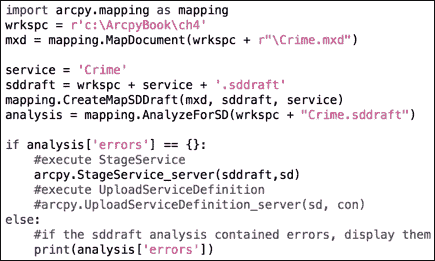 import arcpy.mapping as mapping
wrkspc = r'c:\ArcpyBook\ch4'
mxd = mapping.MapDocument(wrkspc + r"\Crime.mxd")

service = 'Crime'
sddraft = wrkspc + service + '.sddraft'
mapping.CreateMapSDDraft(mxd, sddraft, service)
analysis = mapping.AnalyzeForSD(wrkspc + "Crime.sddraft")

if analysis['errors'] == {}:
    #execute StageService
    arcpy.StageService_server(sddraft,sd)
    #execute UploadServiceDefinition
    #arcpy.UploadServiceDefinition_server(sd, con)
else:
    #if the sddraft analysis contained errors, display them
    print(analysis['errors'])